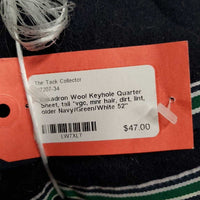 The Tack Collector
Squadron Wool Keyhole Quarter
Sheet, tail *vgc, mnr hair, dirt, lint,
older Navy/Green/White 52"
$47.00
LW7XLT